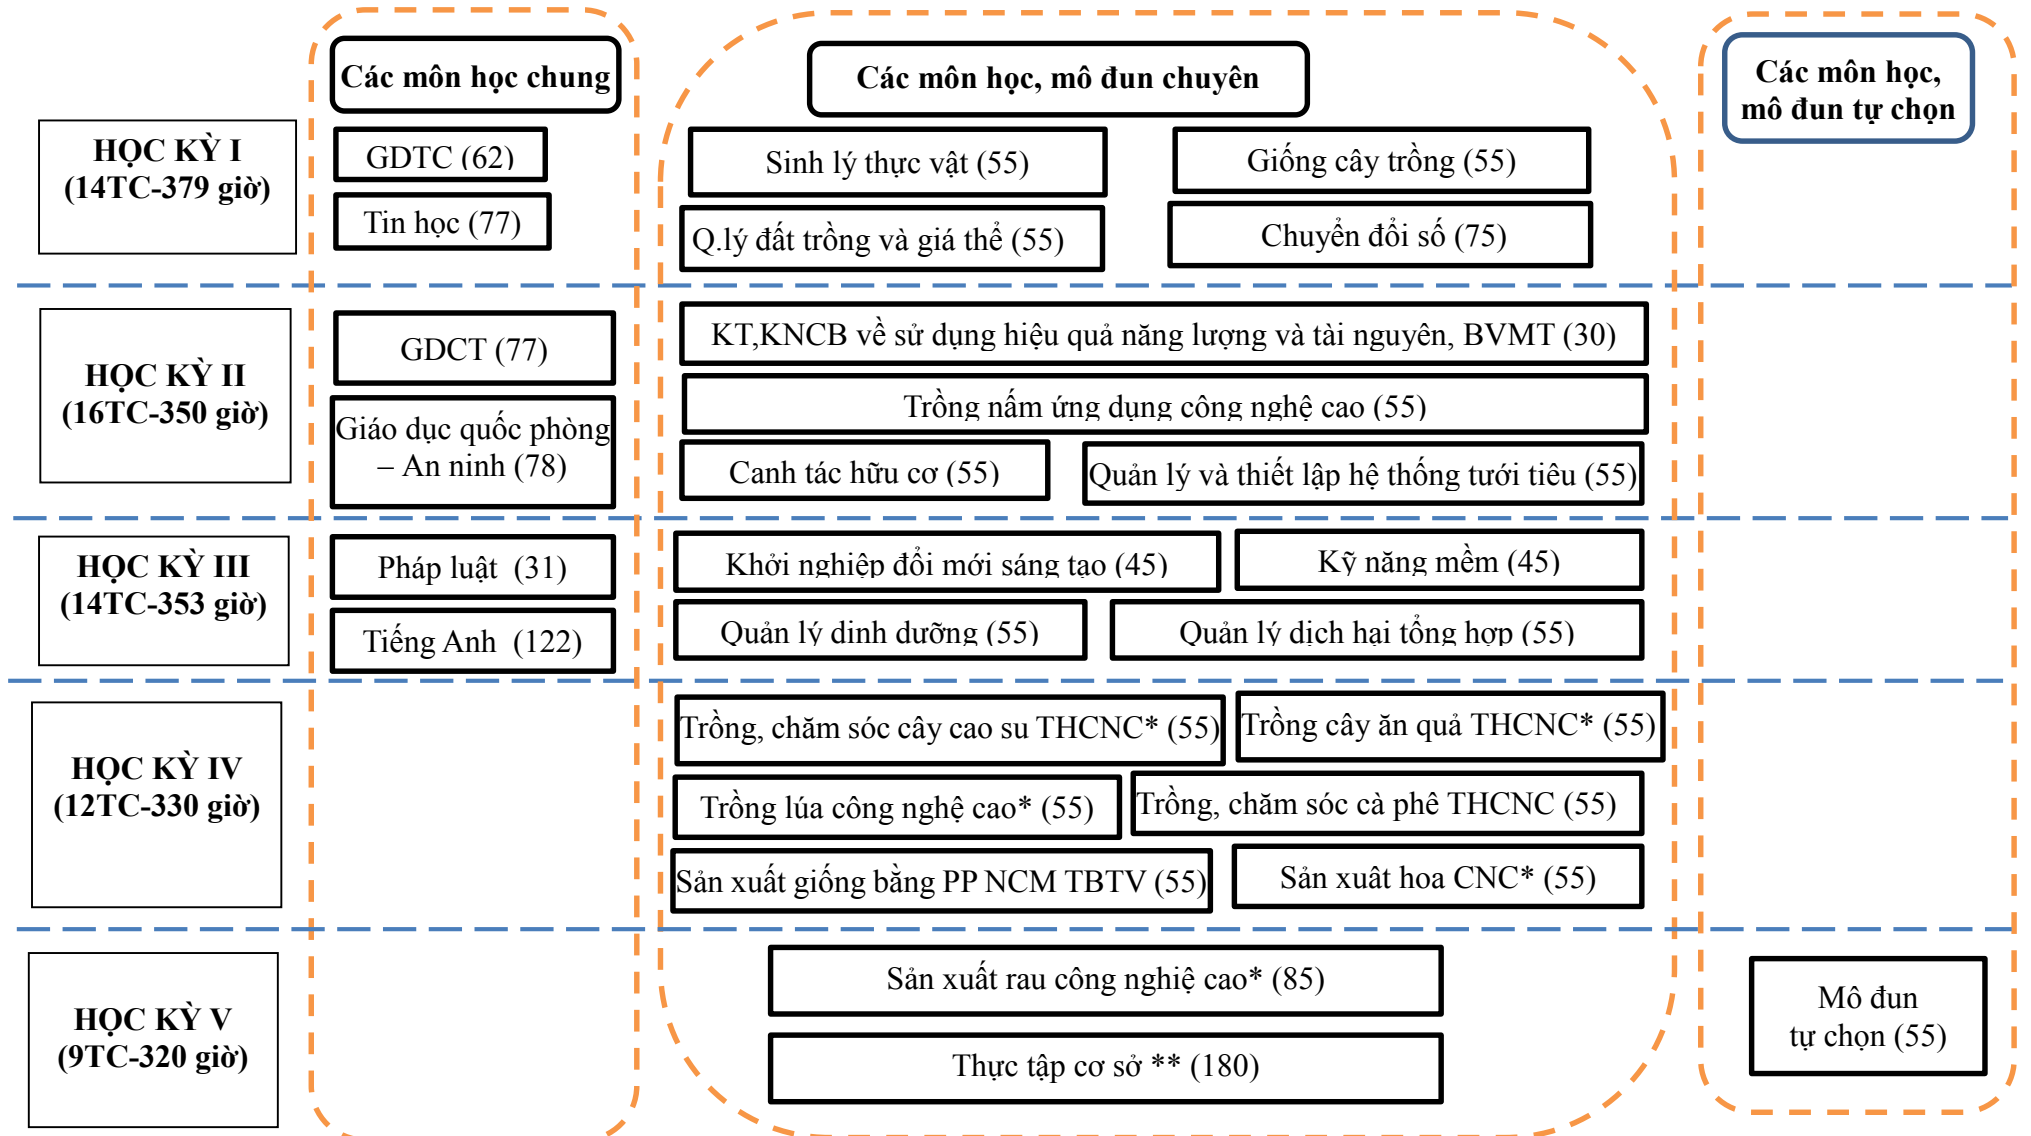 Các môn học chung
Các môn học, mô đun chuyên
Các môn học,
mô đun tự chọn
HỌC KỲ I
(14TC-379 giờ)
GDTC (62)
Tin học (77)
Sinh lý thực vật (55)
Giống cây trồng (55)
Q.lý đất trồng và giá thể (55)
Chuyển đổi số (75)
HỌC KỲ II
(16TC-350 giờ)
GDCT (77)
Giáo dục quốc phòng
– An ninh (78)
KT,KNCB về sử dụng hiệu quả năng lượng và tài nguyên, BVMT (30)
Trồng nấm ứng dụng công nghệ cao (55)
Canh tác hữu cơ (55)
Quản lý và thiết lập hệ thống tưới tiêu (55)
HỌC KỲ III
(14TC-353 giờ)
Pháp luật (31)
Tiếng Anh (122)
Khởi nghiệp đổi mới sáng tạo (45)
Kỹ năng mềm (45)
Quản lý dinh dưỡng (55)
Quản lý dịch hại tổng hợp (55)
HỌC KỲ IV
(12TC-330 giờ)
Trồng, chăm sóc cây cao su THCNC* (55)
Trồng cây ăn quả THCNC* (55)
Trồng lúa công nghệ cao* (55)
Trồng, chăm sóc cà phê THCNC (55)
Sản xuất giống bằng PP NCM TBTV (55)
Sản xuât hoa CNC* (55)
HỌC KỲ V
(9TC-320 giờ)
Sản xuất rau công nghiệ cao* (85)
Thực tập cơ sở ** (180)
Mô đun
tự chọn (55)